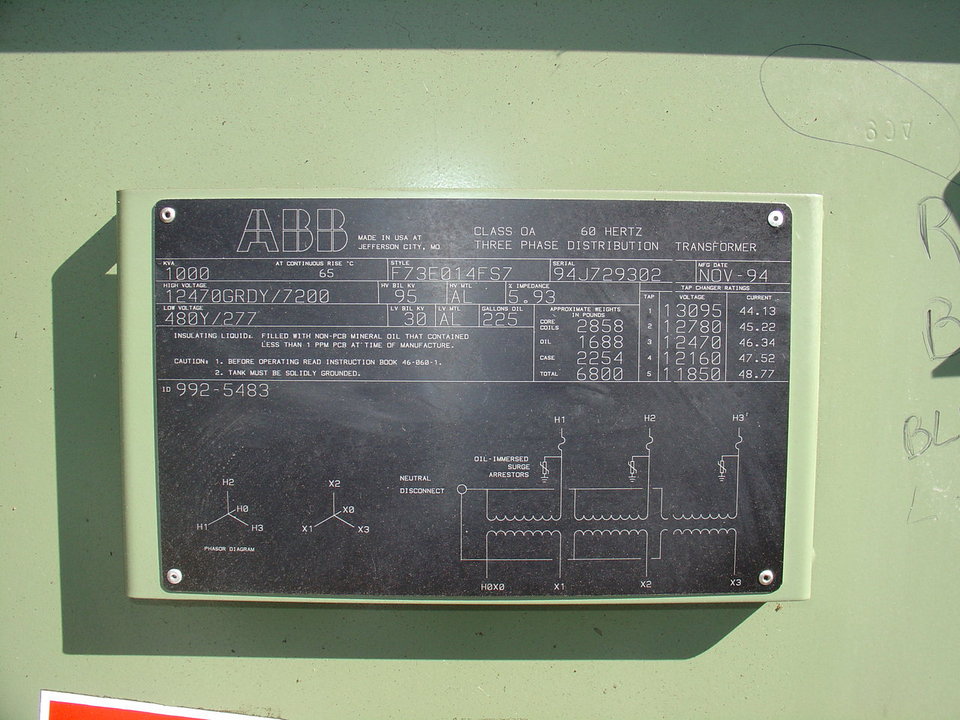 ABB
MADE IN USA AT
JEFFERSON CITY, MO
CLASS OA 60 HERTZ
THREE PHASE DISTRIBUTION TRANSFORMER
KVA
1000
AT CONTINUOUS RISE °C
65
STYLE
F73E014FS7
SERIAL
94J729302
MFG DATE
NOV-94
HIGH VOLTAGE
12470GRDY/7200
HV BIL KV
95
HV MTL
AL
% IMPEDANCE
5.93
LOW VOLTAGE
480Y/277
LV BIL KV
30
LV MTL
AL
GALLONS OIL
225
APPROXIMATE WEIGHTS
IN POUNDS
CORE
COILS 2858
OIL 1688
CASE 2254
TOTAL 6800
TAP CHANGER RATINGS
TAP VOLTAGE CURRENT
1 13095 44.13
2 12780 45.22
3 12470 46.34
4 12160 47.52
5 11850 48.77
INSULATING LIQUID: FILLED WITH NON-PCB MINERAL OIL THAT CONTAINED
LESS THAN 1 PPM PCB AT TIME OF MANUFACTURE.
CAUTION: 1. BEFORE OPERATING READ INSTRUCTION BOOK 46-060-1.
2. TANK MUST BE SOLIDLY GROUNDED.
ID 992-5483
H1 H2 H3
OIL-IMMERSED
SURGE
ARRESTORS
NEUTRAL
DISCONNECT
H2
H0
H1 H3
X2
X0
X1 X3
PHASOR DIAGRAM
H0X0 X1 X2 X3
R
B
BL